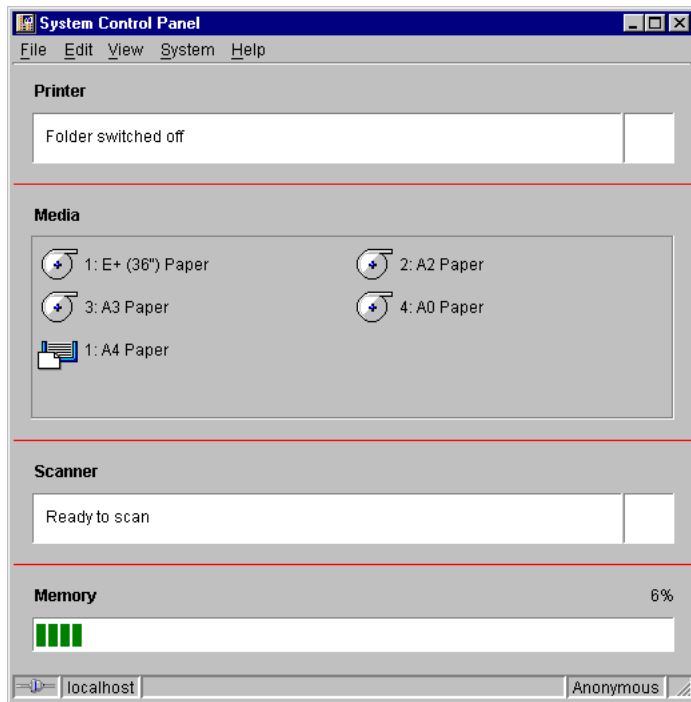 System Control Panel
File Edit View System Help
Printer
Folder switched off
Media
1: E+ (36") Paper 2: A2 Paper
3: A3 Paper 4: A0 Paper
1: A4 Paper
Scanner
Ready to scan
Memory 6%
localhost Anonymous